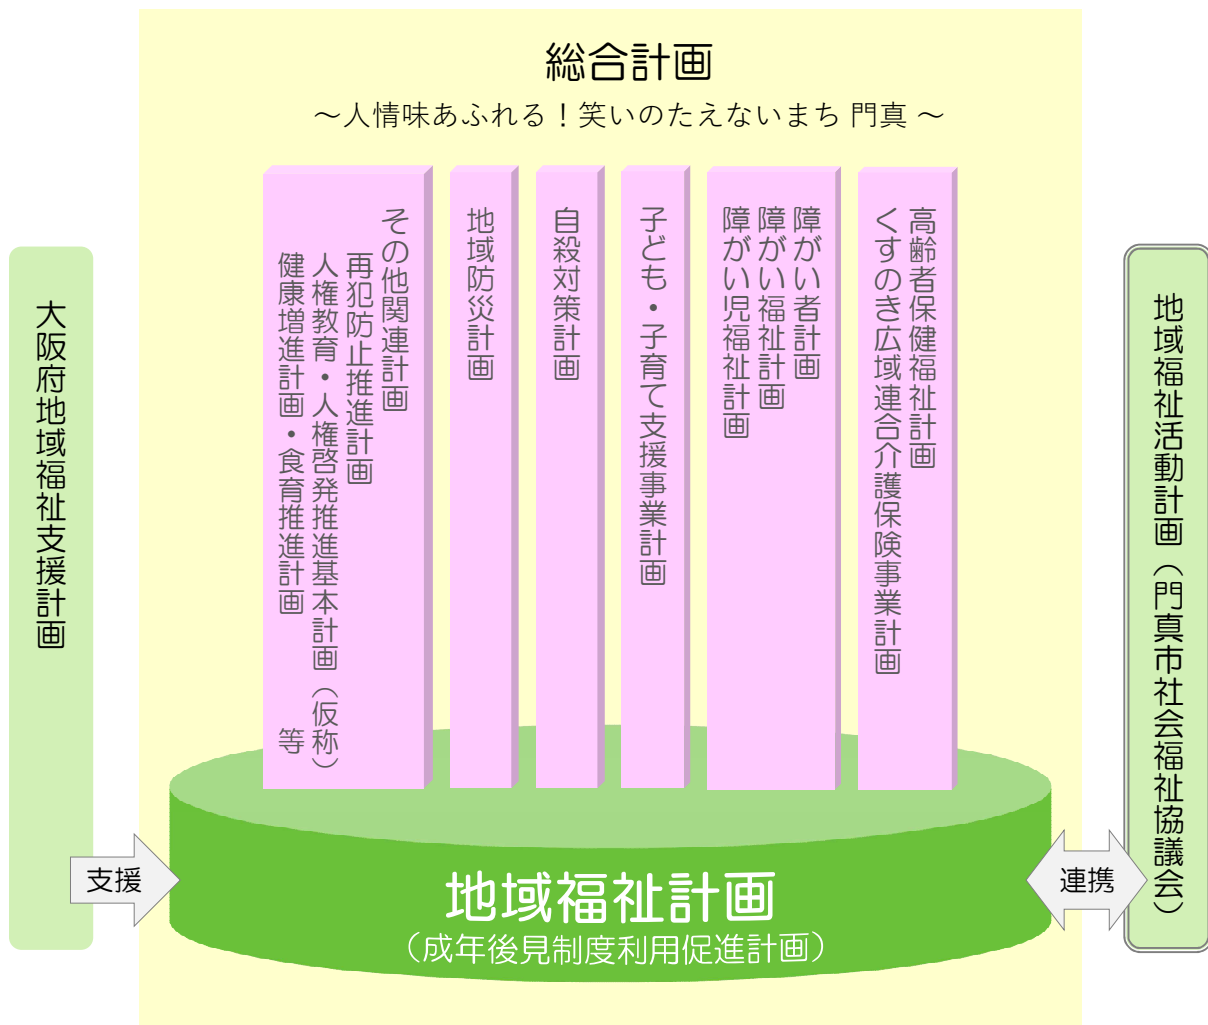 総合計画
～人情味あふれる！笑いのたえないまち 門真 ～
高齢者保健福祉計画
くすのき広域連合介護保険事業計画
障がい者計画
障がい福祉計画
障がい児福祉計画
子ども・子育て支援事業計画
自殺対策計画
地域防災計画
その他関連計画
再犯防止推進計画
人権教育・人権啓発推進基本計画（仮称）
健康増進計画・食育推進計画 等
大阪府地域福祉支援計画
支援
地域福祉計画
（成年後見制度利用促進計画）
連携
地域福祉活動計画（門真市社会福祉協議会）